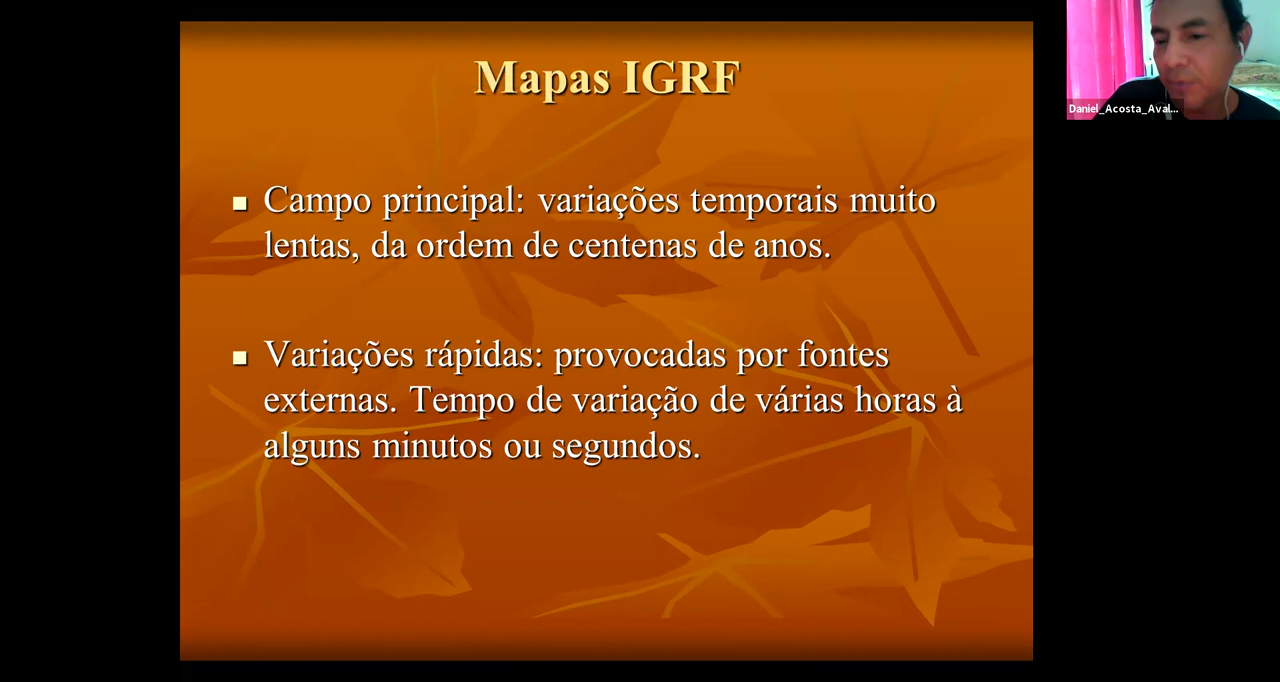 Mapas IGRF
Daniel_Acosta_Aval...
Campo principal: variações temporais muito
lentas, da ordem de centenas de anos.
Variações rápidas: provocadas por fontes
externas. Tempo de variação de várias horas à
alguns minutos ou segundos.